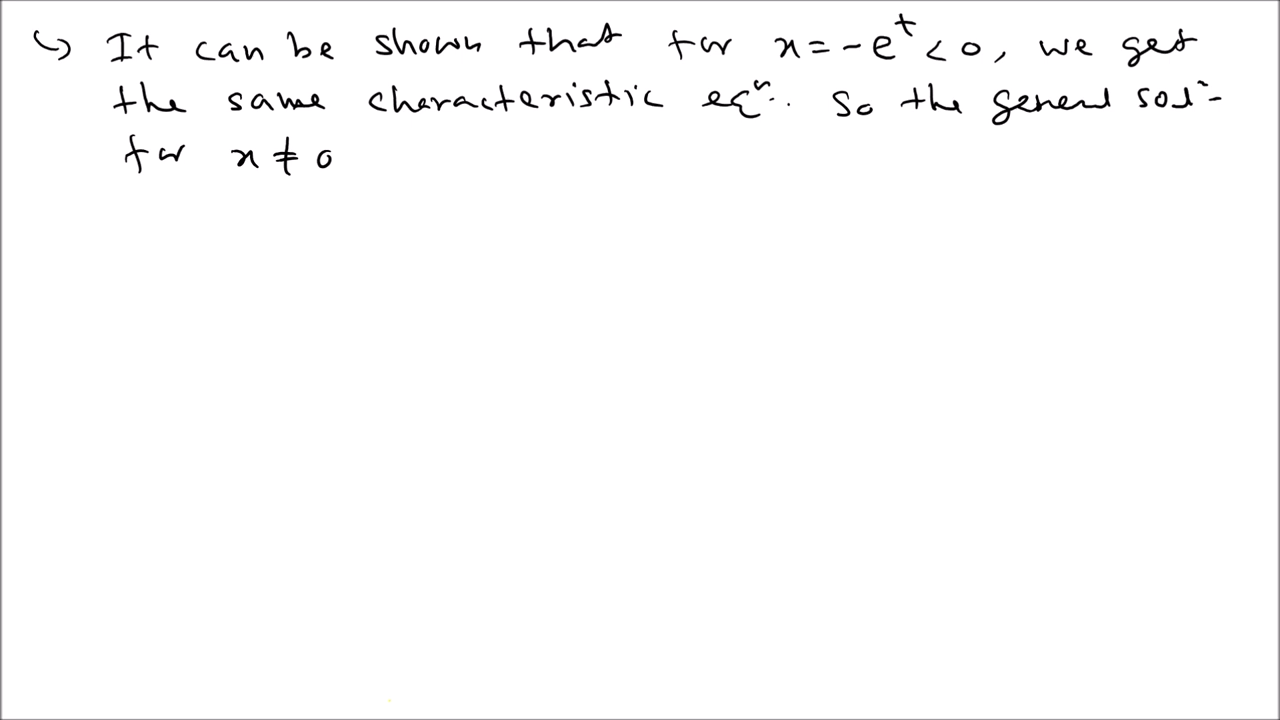 ↪ It can be shown that for x = -eᵗ < 0, we get
the same characteristic eqⁿ. So the general solⁿ
for x ≠ 0